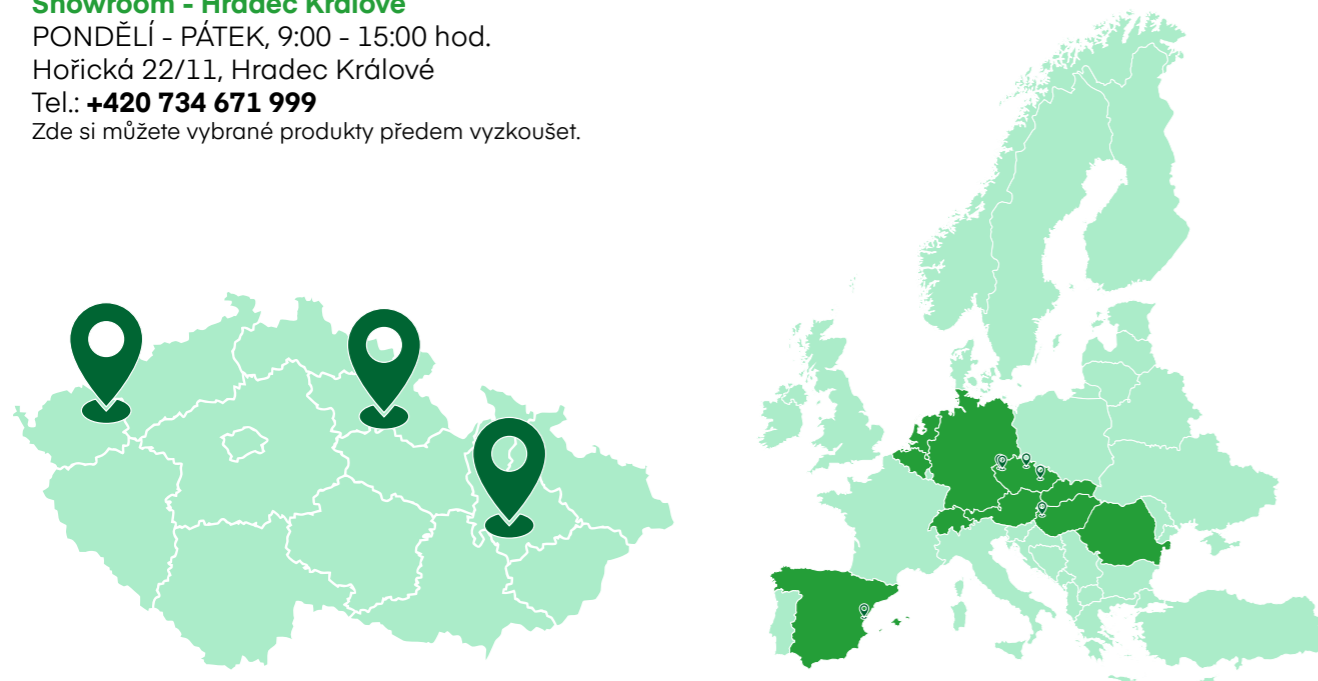 Showroom - Hradec Králové
PONDĚLÍ - PÁTEK, 9:00 - 15:00 hod.
Hořická 22/11, Hradec Králové
Tel.: +420 734 671 999
Zde si můžete vybrané produkty předem vyzkoušet.